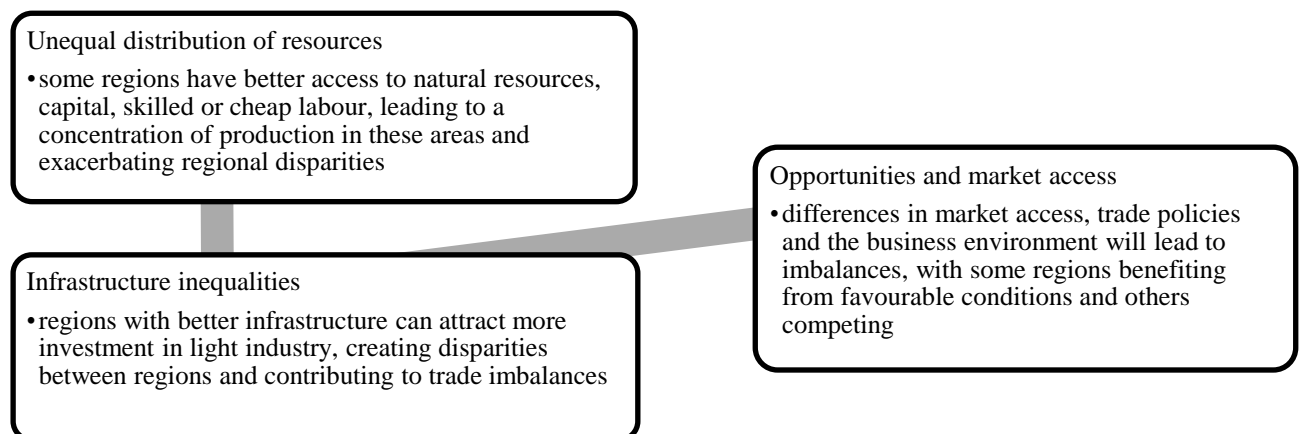 Unequal distribution of resources
•some regions have better access to natural resources,
capital, skilled or cheap labour, leading to a
concentration of production in these areas and
exacerbating regional disparities
Infrastructure inequalities
•regions with better infrastructure can attract more
investment in light industry, creating disparities
between regions and contributing to trade imbalances
Opportunities and market access
•differences in market access, trade policies
and the business environment will lead to
imbalances, with some regions benefiting
from favourable conditions and others
competing